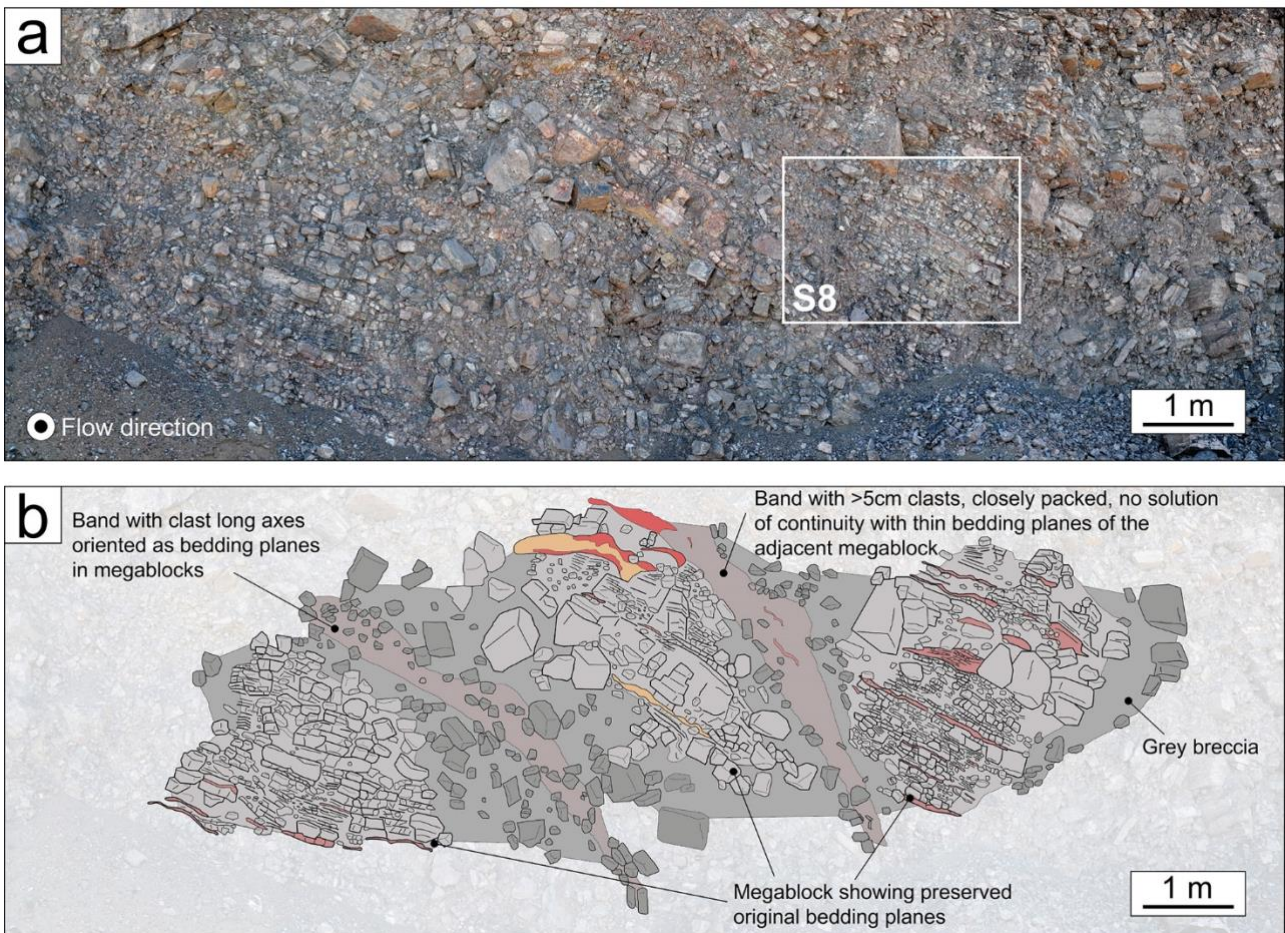 a
S8
Flow direction
1 m
b
Band with clast long axes
oriented as bedding planes
in megablocks
Band with >5cm clasts, closely packed, no solution
of continuity with thin bedding planes of the
adjacent megablock
Grey breccia
Megablock showing preserved
original bedding planes
1 m